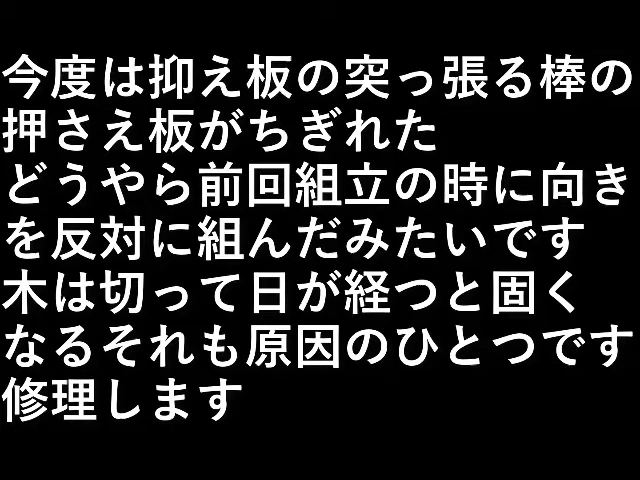 今度は抑え板の突っ張る棒の
押さえ板がちぎれた
どうやら前回組立の時に向き
を反対に組んだみたいです
木は切って日が経つと固く
なるそれも原因のひとつです
修理します